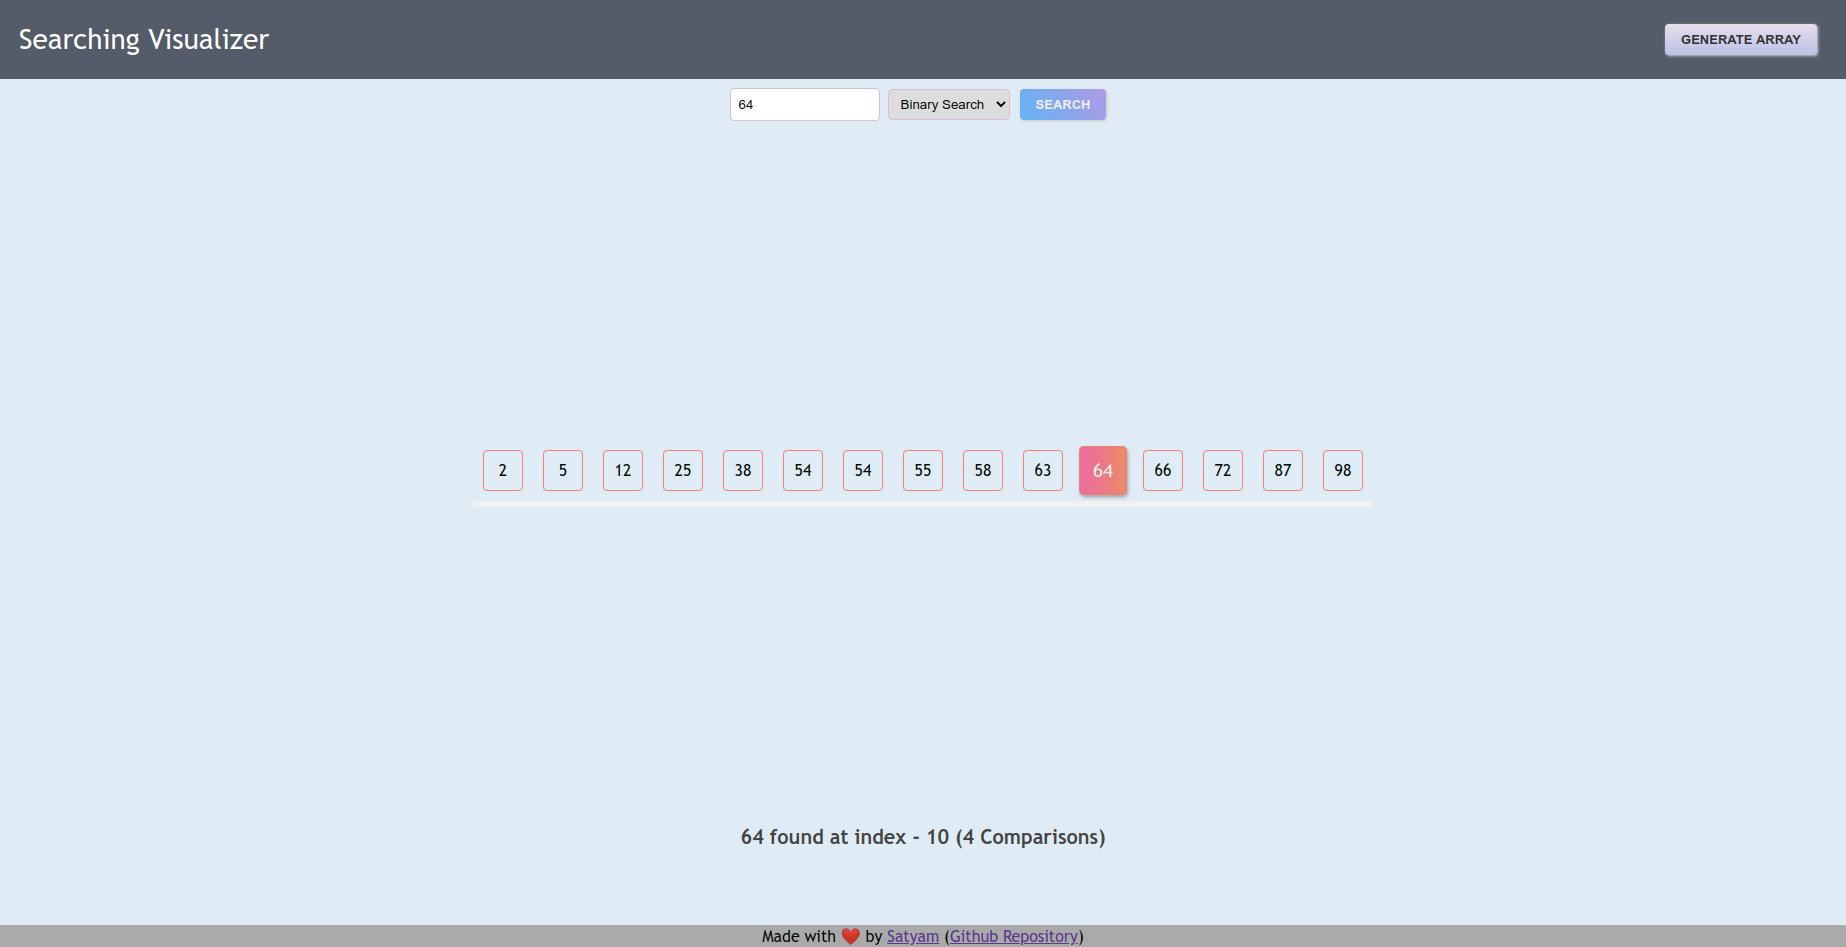 Searching Visualizer
GENERATE ARRAY
64
Binary Search
SEARCH
2 5 12 25 38 54 54 55 58 63 64 66 72 87 98
64 found at index - 10 (4 Comparisons)
Made with ❤️ by Satyam (Github Repository)